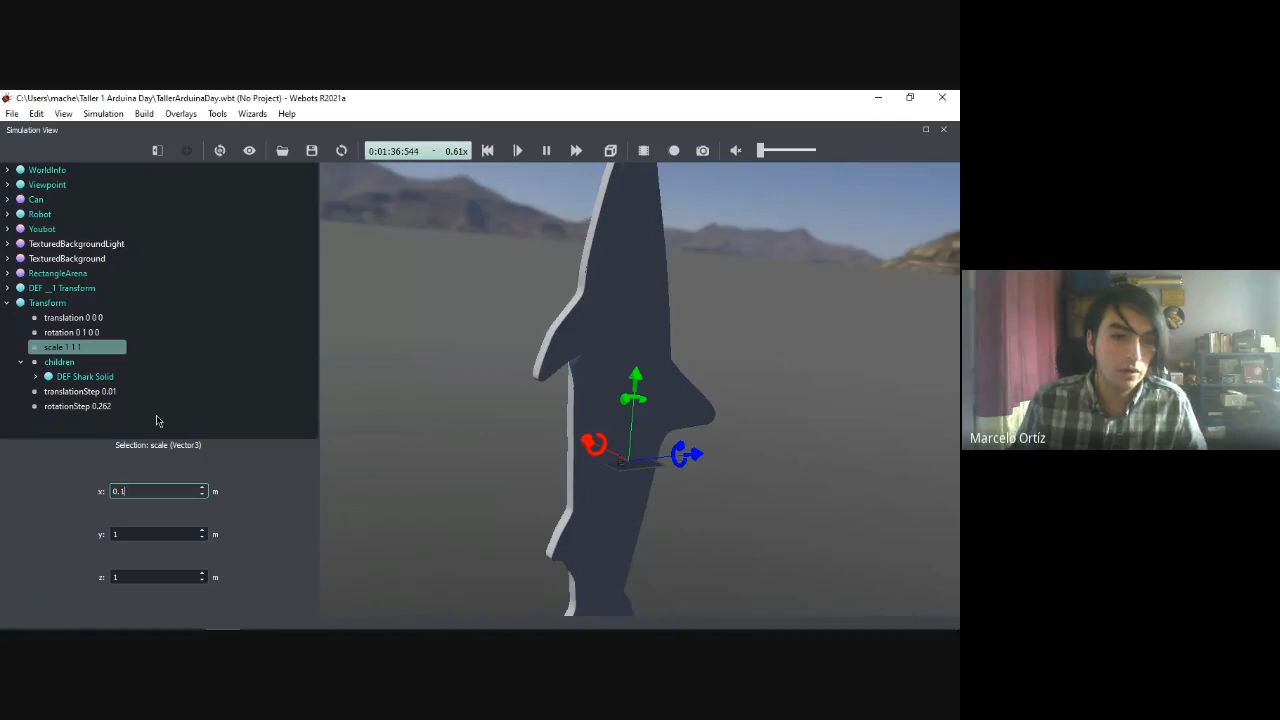 C:\Users\mache\Taller 1 Arduina Day\TallerArduinaDay.wbt (No Project) - Webots R2021a
File Edit View Simulation Build Overlays Tools Wizards Help
Simulation View
0:01:36:544 - 0.61x
WorldInfo
Viewpoint
Can
Robot
Youbot
TexturedBackgroundLight
TexturedBackground
RectangleArena
DEF __1 Transform
Transform
translation 0 0 0
rotation 0 1 0 0
scale 1 1 1
children
DEF Shark Solid
translationStep 0.01
rotationStep 0.262
Selection: scale (Vector3)
x: 0.1 m
y: 1 m
z: 1 m
Marcelo Ortíz